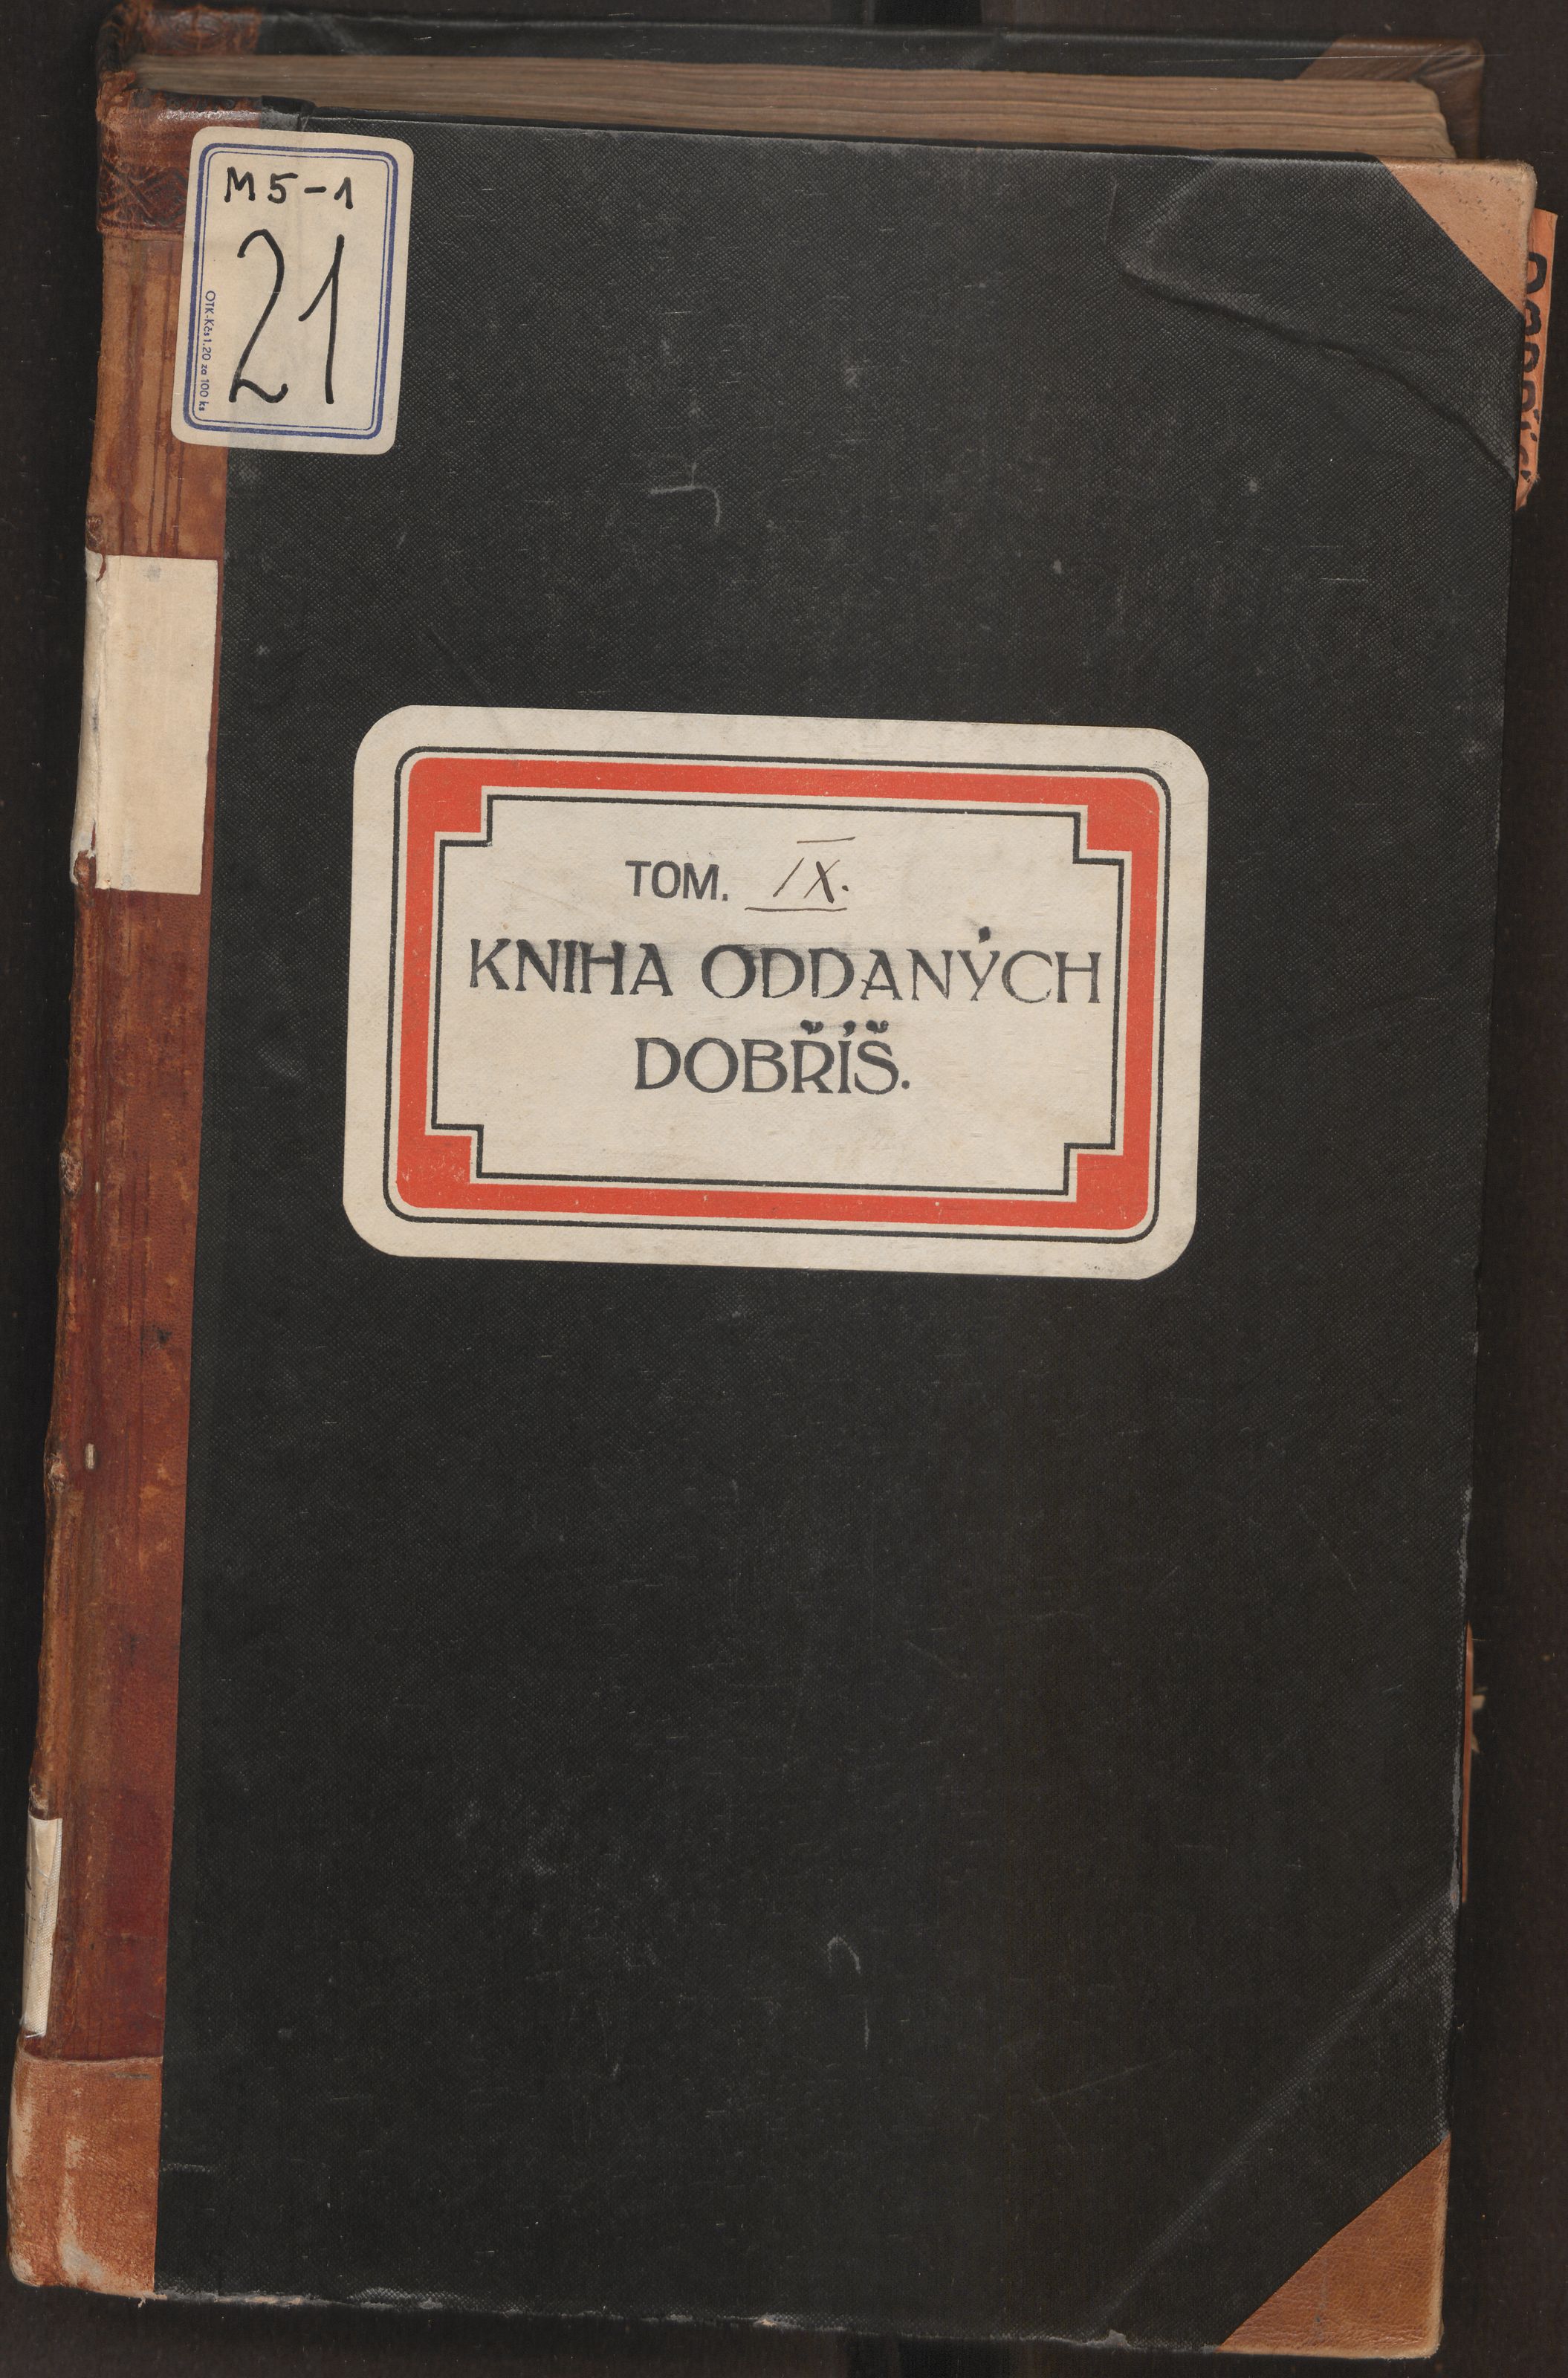 M5-1
21
OTK-Kčs 1.20 za 100 ks
TOM. IX.
KNIHA ODDANÝCH
DOBŘÍŠ.